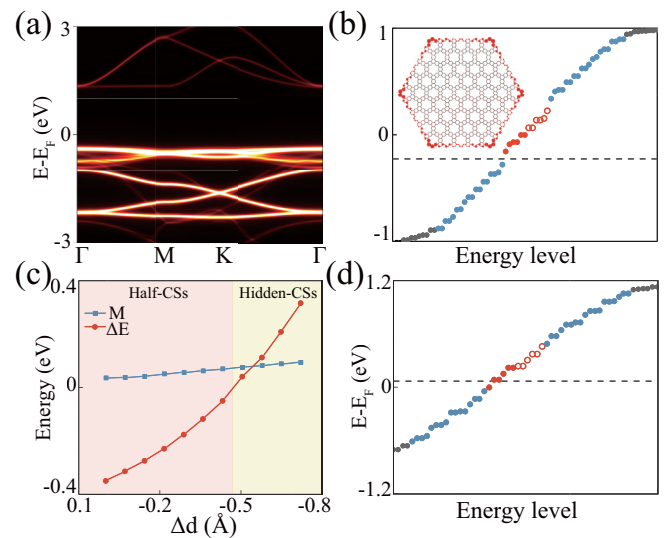 (a)
3
0
-3
E-E_F (eV)
Γ
M
K
Γ
(b)
1
0
-1
Energy level
(c)
0.4
0
-0.4
Energy (eV)
Half-CSs
Hidden-CSs
M
ΔE
0.1
-0.2
-0.5
-0.8
Δd (Å)
(d)
1.2
0
-1.2
E-E_F (eV)
Energy level